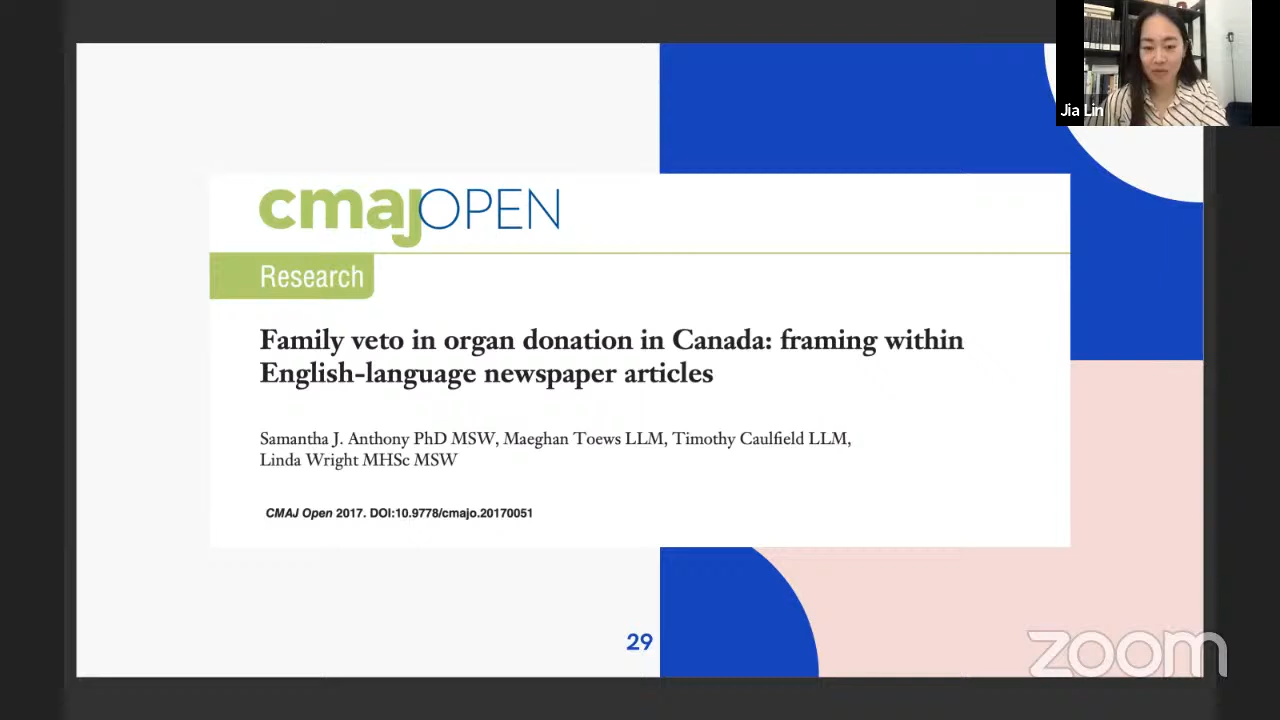 Jia Lin
cmajOPEN
Research
Family veto in organ donation in Canada: framing within
English-language newspaper articles
Samantha J. Anthony PhD MSW, Maeghan Toews LLM, Timothy Caulfield LLM,
Linda Wright MHSc MSW
CMAJ Open 2017. DOI:10.9778/cmajo.20170051
29
zoom